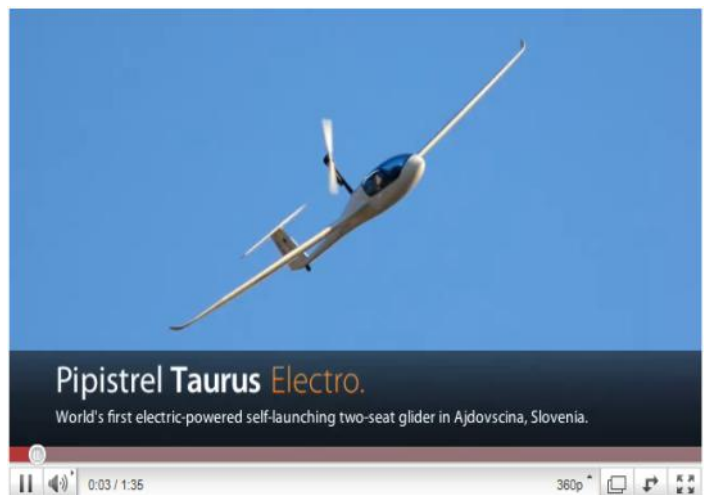 Pipistrel Taurus Electro.
World's first electric-powered self-launching two-seat glider in Ajdovscina, Slovenia.
0:03 / 1:35
360p